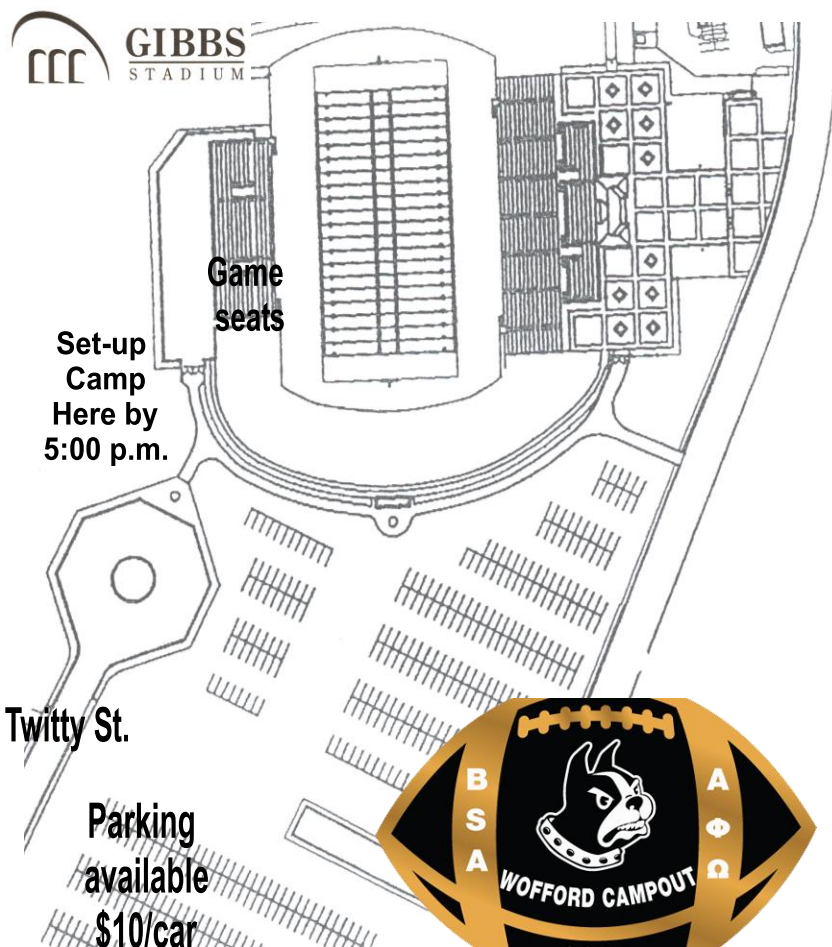 GIBBS
STADIUM
Game
seats
Set-up
Camp
Here by
5:00 p.m.
Twitty St.
Parking
available
$10/car
B
S
A
Α
Φ
Ω
WOFFORD CAMPOUT